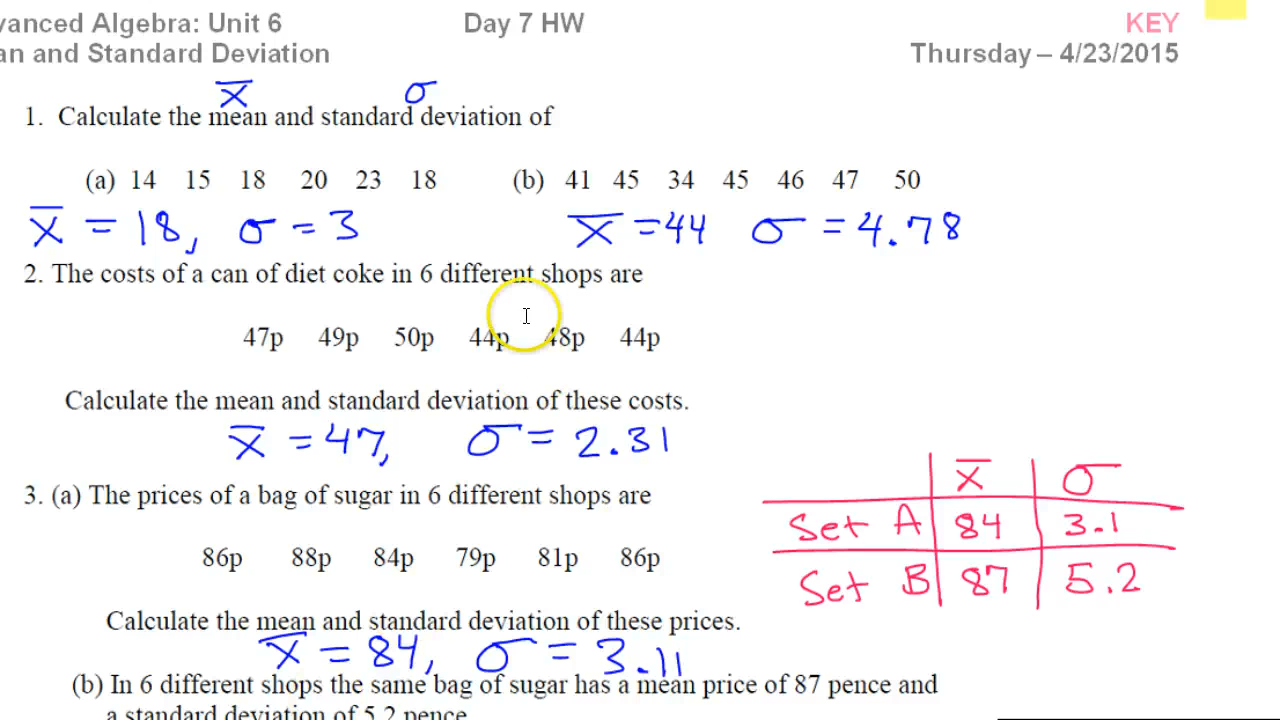 vanced Algebra: Unit 6 Day 7 HW KEY
an and Standard Deviation Thursday – 4/23/2015
x̅ σ
1. Calculate the mean and standard deviation of
(a) 14 15 18 20 23 18 (b) 41 45 34 45 46 47 50
x̅ = 18, σ = 3 x̅ = 44 σ = 4.78
2. The costs of a can of diet coke in 6 different shops are
47p 49p 50p 44p 48p 44p
Calculate the mean and standard deviation of these costs.
x̅ = 47, σ = 2.31
3. (a) The prices of a bag of sugar in 6 different shops are
x̅ σ
Set A 84 3.1
Set B 87 5.2
86p 88p 84p 79p 81p 86p
Calculate the mean and standard deviation of these prices.
x̅ = 84, σ = 3.11
(b) In 6 different shops the same bag of sugar has a mean price of 87 pence and
a standard deviation of 5.2 pence.